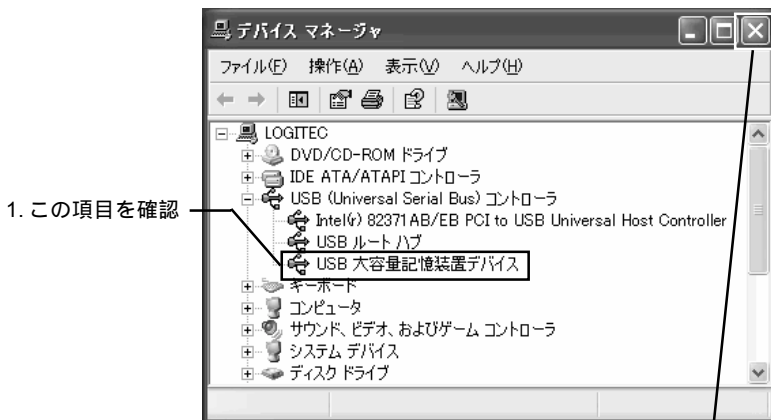 デバイス マネージャ
ファイル(F) 操作(A) 表示(V) ヘルプ(H)
LOGITEC
DVD/CD-ROM ドライブ
IDE ATA/ATAPI コントローラ
USB (Universal Serial Bus) コントローラ
Intel(r) 82371AB/EB PCI to USB Universal Host Controller
USB ルート ハブ
1. この項目を確認
USB 大容量記憶装置デバイス
キーボード
コンピュータ
サウンド、ビデオ、およびゲーム コントローラ
システム デバイス
ディスク ドライブ